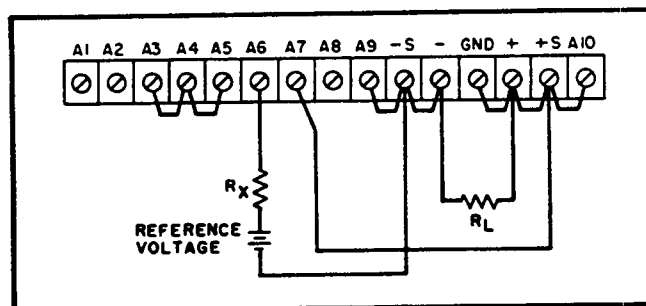 A1 A2 A3 A4 A5 A6 A7 A8 A9 -S - GND + +S A10
RX
REFERENCE
VOLTAGE
RL